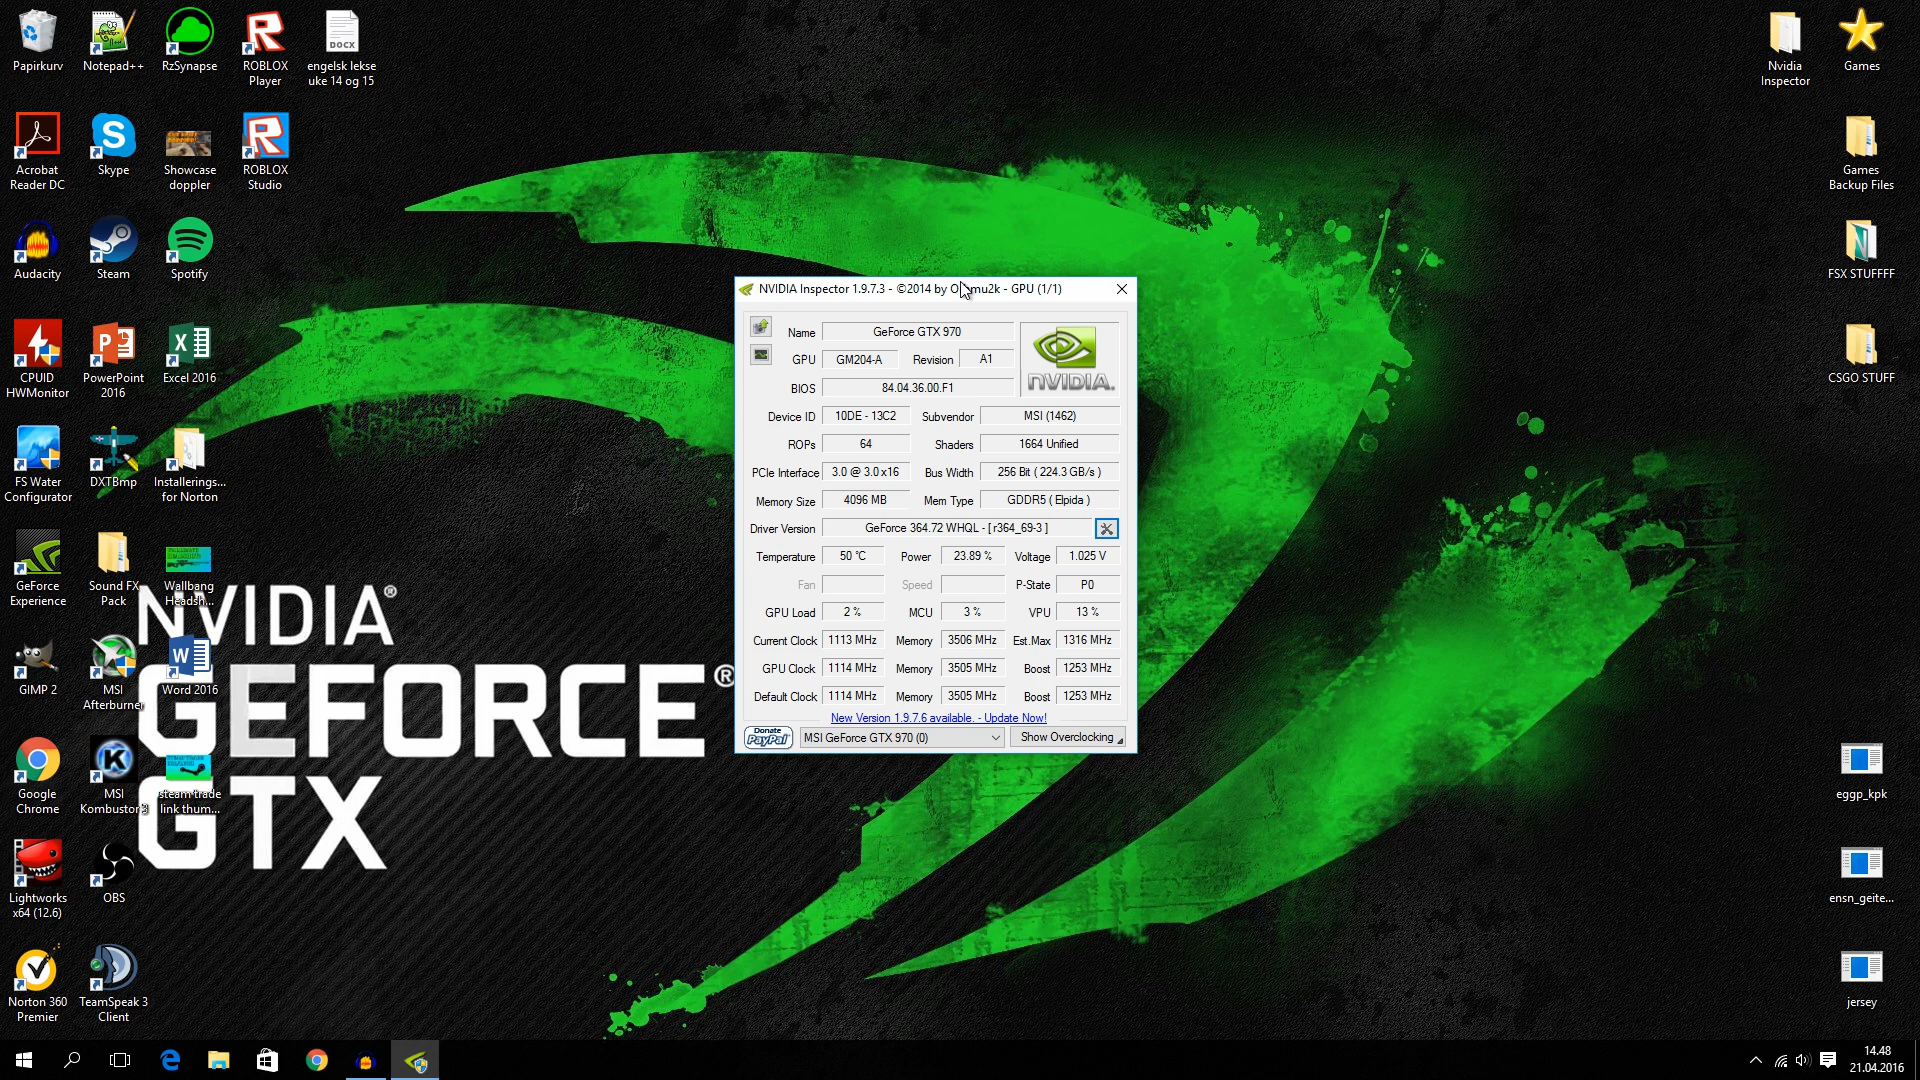 Papirkurv
Notepad++
RzSynapse
ROBLOX
Player
DOCX
engelsk lekse
uke 14 og 15
Nvidia
Inspector
Games
Acrobat
Reader DC
Skype
Showcase
doppler
ROBLOX
Studio
Games
Backup Files
Audacity
Steam
Spotify
FSX STUFFFF
CPUID
HWMonitor
PowerPoint
2016
Excel 2016
CSGO STUFF
FS Water
Configurator
DXTBmp
Installerings...
for Norton
GeForce
Experience
Sound FX
Pack
Wallbang
Headsh...
GIMP 2
MSI
Afterburner
Word 2016
Google
Chrome
MSI
Kombustor 3
steam trade
link thum...
eggp_kpk
Lightworks
x64 (12.6)
OBS
ensn_geite...
Norton 360
Premier
TeamSpeak 3
Client
jersey
NVIDIA®
GEFORCE®
GTX
NVIDIA Inspector 1.9.7.3 - ©2014 by mu2k - GPU (1/1)
Name GeForce GTX 970
GPU GM204-A Revision A1
BIOS 84.04.36.00.F1
NVIDIA.
Device ID 10DE - 13C2 Subvendor MSI (1462)
ROPs 64 Shaders 1664 Unified
PCIe Interface 3.0 @ 3.0 x16 Bus Width 256 Bit ( 224.3 GB/s )
Memory Size 4096 MB Mem Type GDDR5 ( Elpida )
Driver Version GeForce 364.72 WHQL - [ r364_69-3 ]
Temperature 50 °C Power 23.89 % Voltage 1.025 V
Fan Speed P-State P0
GPU Load 2 % MCU 3 % VPU 13 %
Current Clock 1113 MHz Memory 3506 MHz Est.Max 1316 MHz
GPU Clock 1114 MHz Memory 3505 MHz Boost 1253 MHz
Default Clock 1114 MHz Memory 3505 MHz Boost 1253 MHz
New Version 1.9.7.6 available. - Update Now!
Donate
PayPal
MSI GeForce GTX 970 (0)
Show Overclocking
14.48
21.04.2016